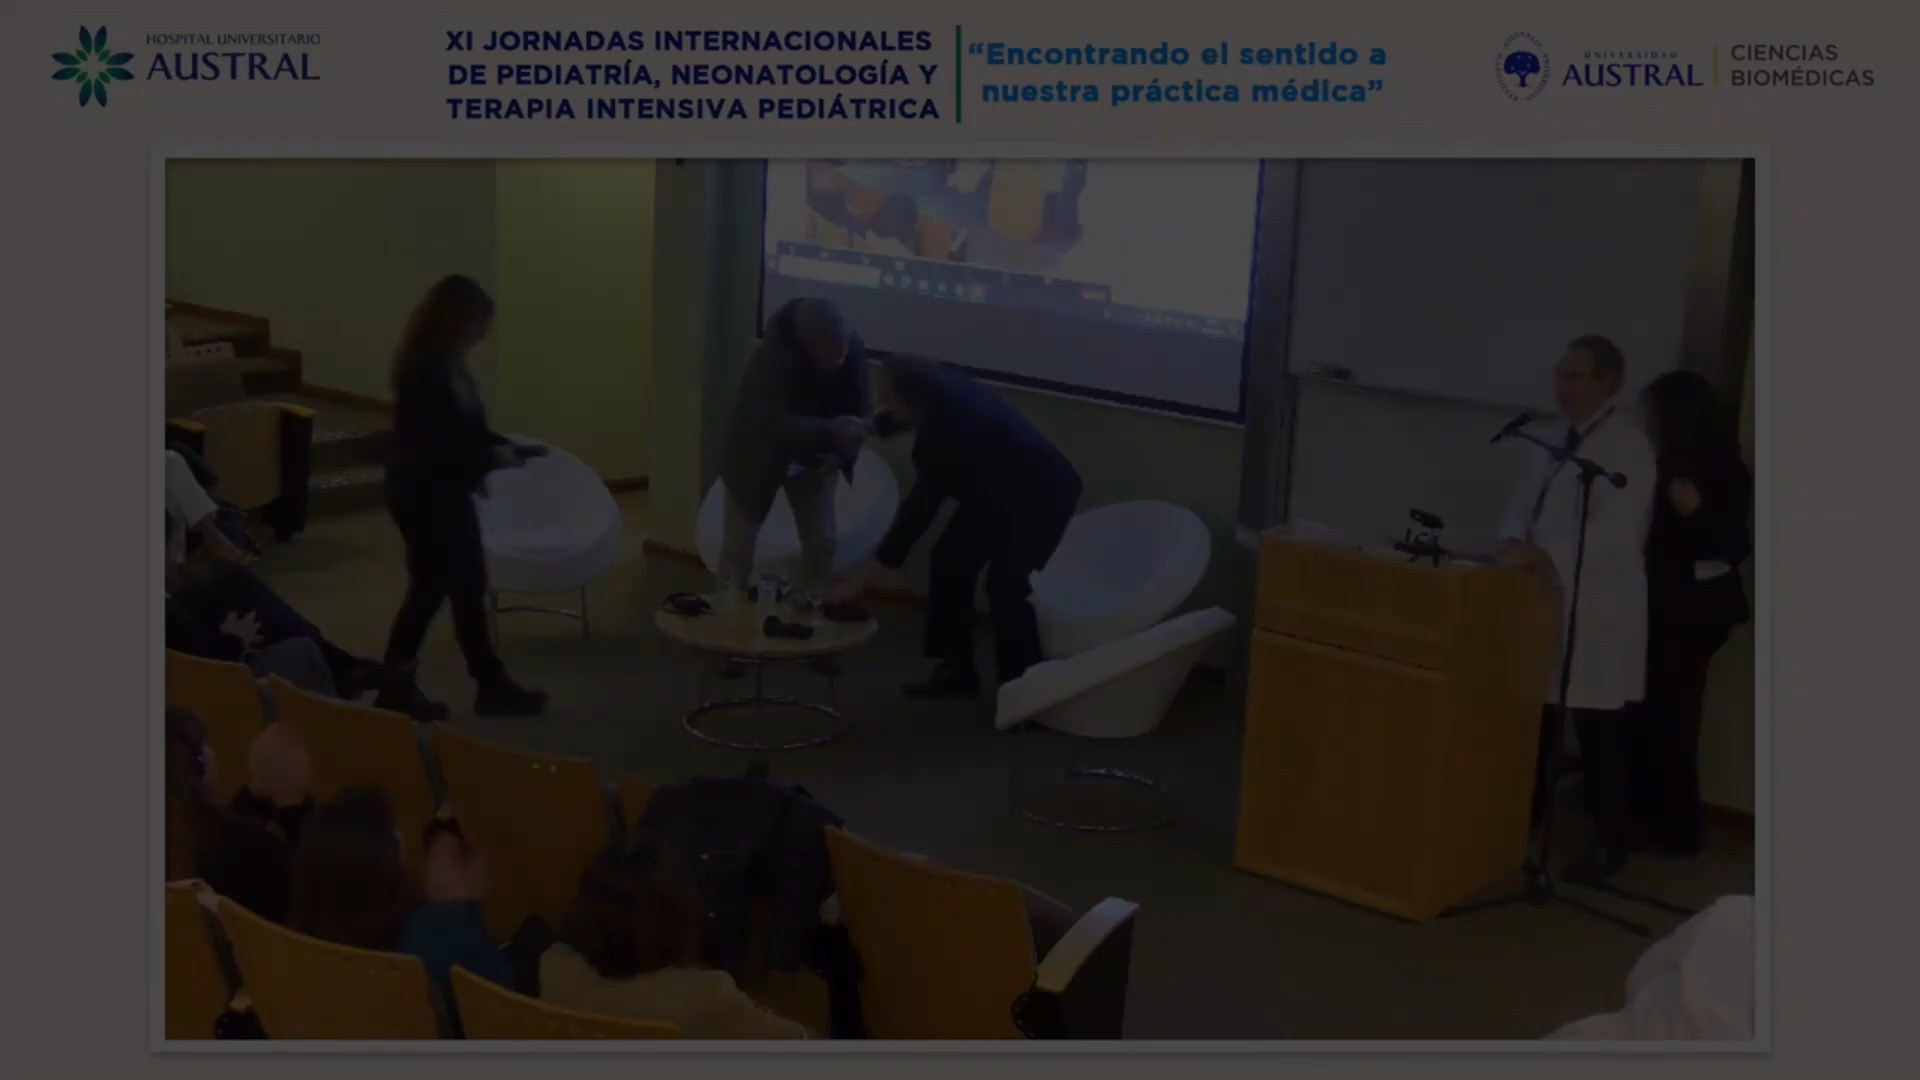 HOSPITAL UNIVERSITARIO
AUSTRAL
XI JORNADAS INTERNACIONALES
DE PEDIATRÍA, NEONATOLOGÍA Y
TERAPIA INTENSIVA PEDIÁTRICA
“Encontrando el sentido a
nuestra práctica médica”
UNIVERSIDAD
AUSTRAL
CIENCIAS
BIOMÉDICAS